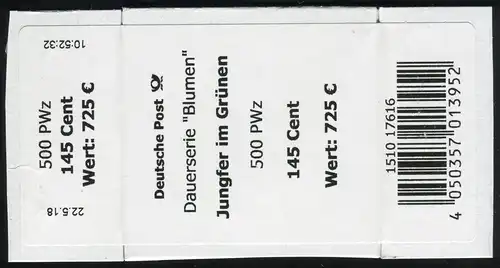 10:52:32
500 PWz
145 Cent
Wert: 725 €
22.5.18
Deutsche Post
Dauerserie "Blumen"
Jungfer im Grünen
500 PWz
145 Cent
Wert: 725 €
1510 17616
4 050357 013952